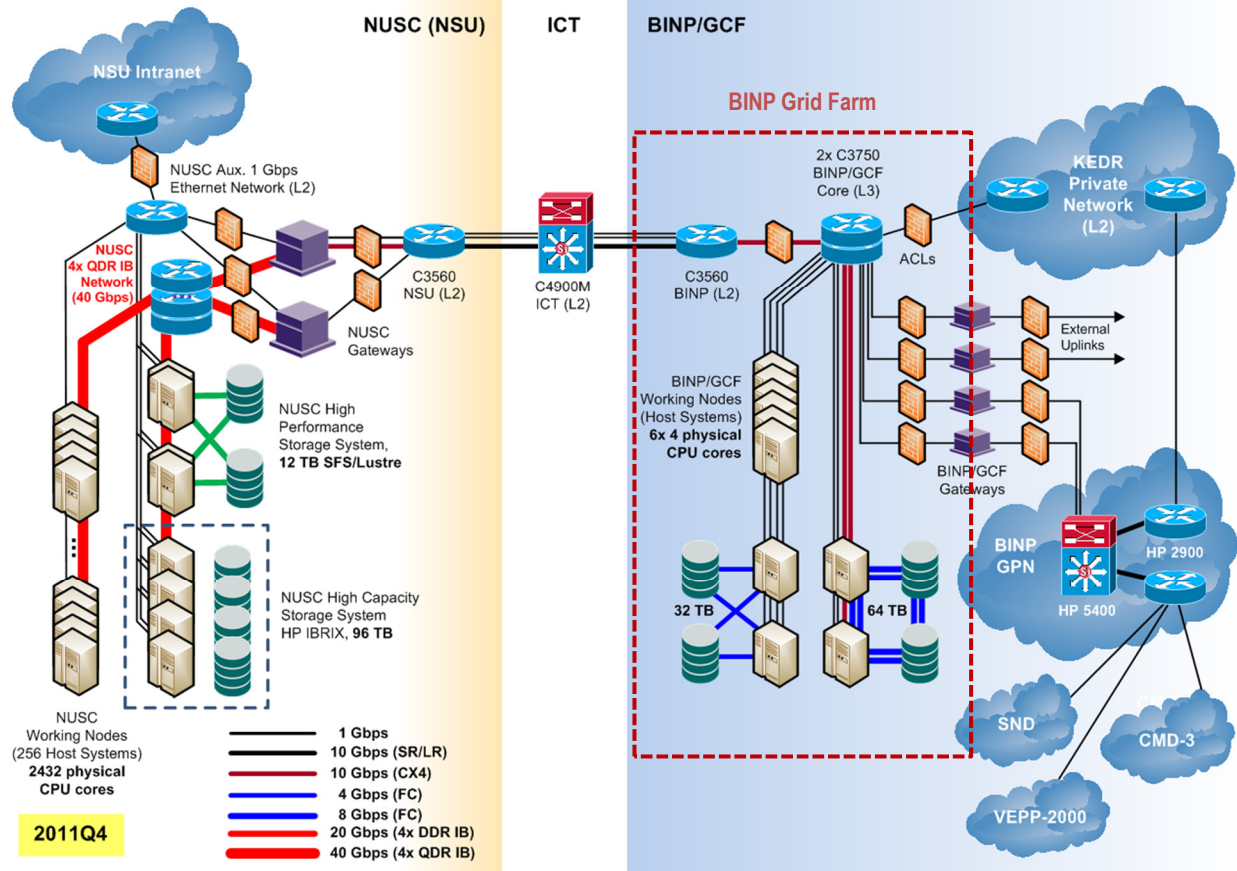 NUSC (NSU)
ICT
BINP/GCF
NSU Intranet
BINP Grid Farm
NUSC Aux. 1 Gbps
Ethernet Network (L2)
2x C3750
BINP/GCF
Core (L3)
KEDR
Private
Network
(L2)
NUSC
4x QDR IB
Network
(40 Gbps)
C3560
NSU (L2)
C4900M
ICT (L2)
C3560
BINP (L2)
ACLs
NUSC
Gateways
External
Uplinks
BINP/GCF
Working Nodes
(Host Systems)
6x 4 physical
CPU cores
NUSC High
Performance
Storage System,
12 TB SFS/Lustre
BINP/GCF
Gateways
BINP
GPN
HP 2900
HP 5400
32 TB
64 TB
NUSC High Capacity
Storage System
HP IBRIX, 96 TB
...
NUSC
Working Nodes
(256 Host Systems)
2432 physical
CPU cores
SND
CMD-3
VEPP-2000
1 Gbps
10 Gbps (SR/LR)
10 Gbps (CX4)
4 Gbps (FC)
8 Gbps (FC)
20 Gbps (4x DDR IB)
40 Gbps (4x QDR IB)
2011Q4